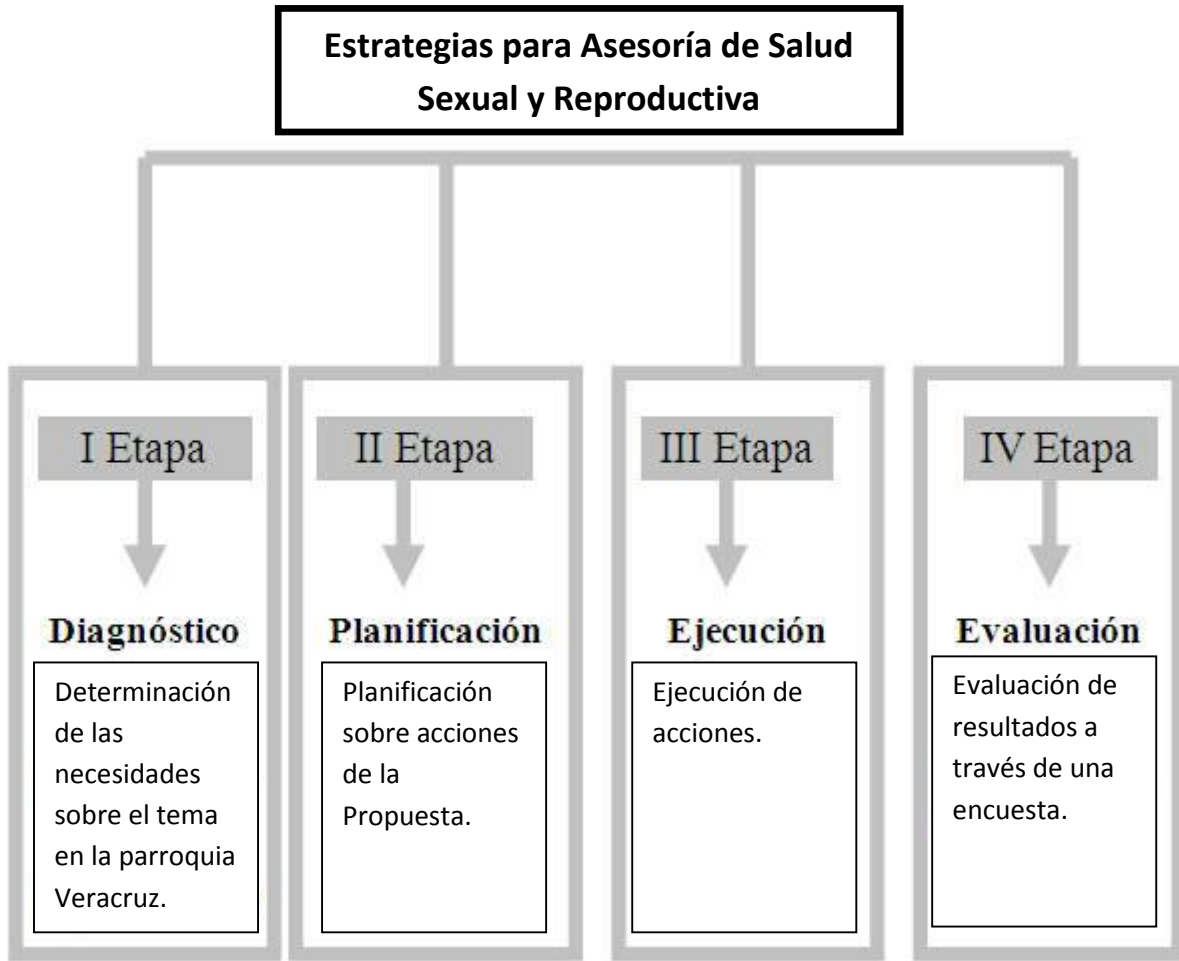 Estrategias para Asesoría de Salud
Sexual y Reproductiva
I Etapa
Diagnóstico
Determinación
de las
necesidades
sobre el tema
en la parroquia
Veracruz.
II Etapa
Planificación
Planificación
sobre acciones
de la
Propuesta.
III Etapa
Ejecución
Ejecución de
acciones.
IV Etapa
Evaluación
Evaluación de
resultados a
través de una
encuesta.